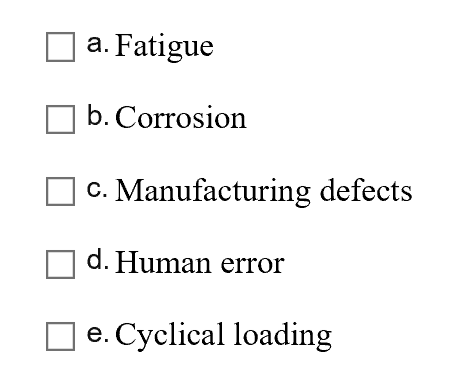 a. Fatigue
b. Corrosion
c. Manufacturing defects
d. Human error
e. Cyclical loading